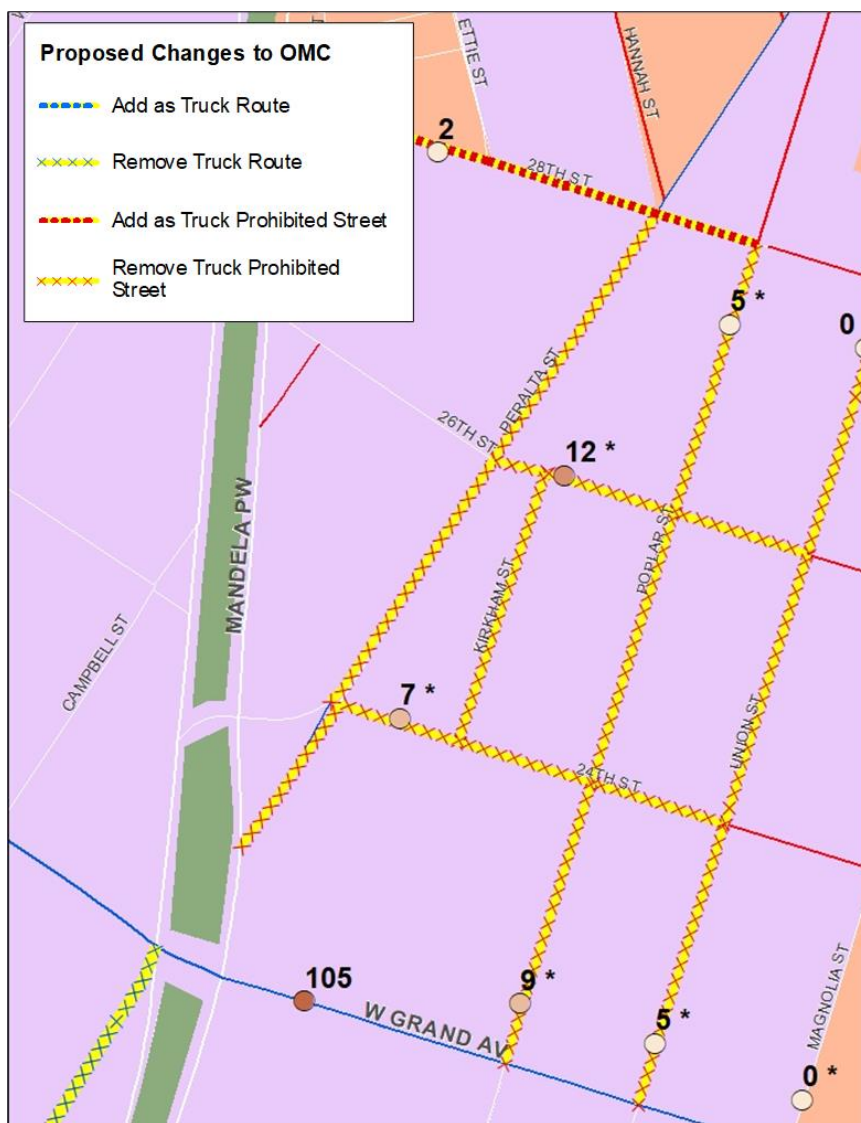 Proposed Changes to OMC
Add as Truck Route
Remove Truck Route
Add as Truck Prohibited Street
Remove Truck Prohibited
Street
ETTIE ST
HANNAH ST
2
28TH ST
5 *
0
PERALTA ST
26TH ST
12 *
MANDELA PW
POPLAR ST
KIRKHAM ST
CAMPBELL ST
7 *
UNION ST
24TH ST
105
9 *
W GRAND AV
5 *
MAGNOLIA ST
0 *